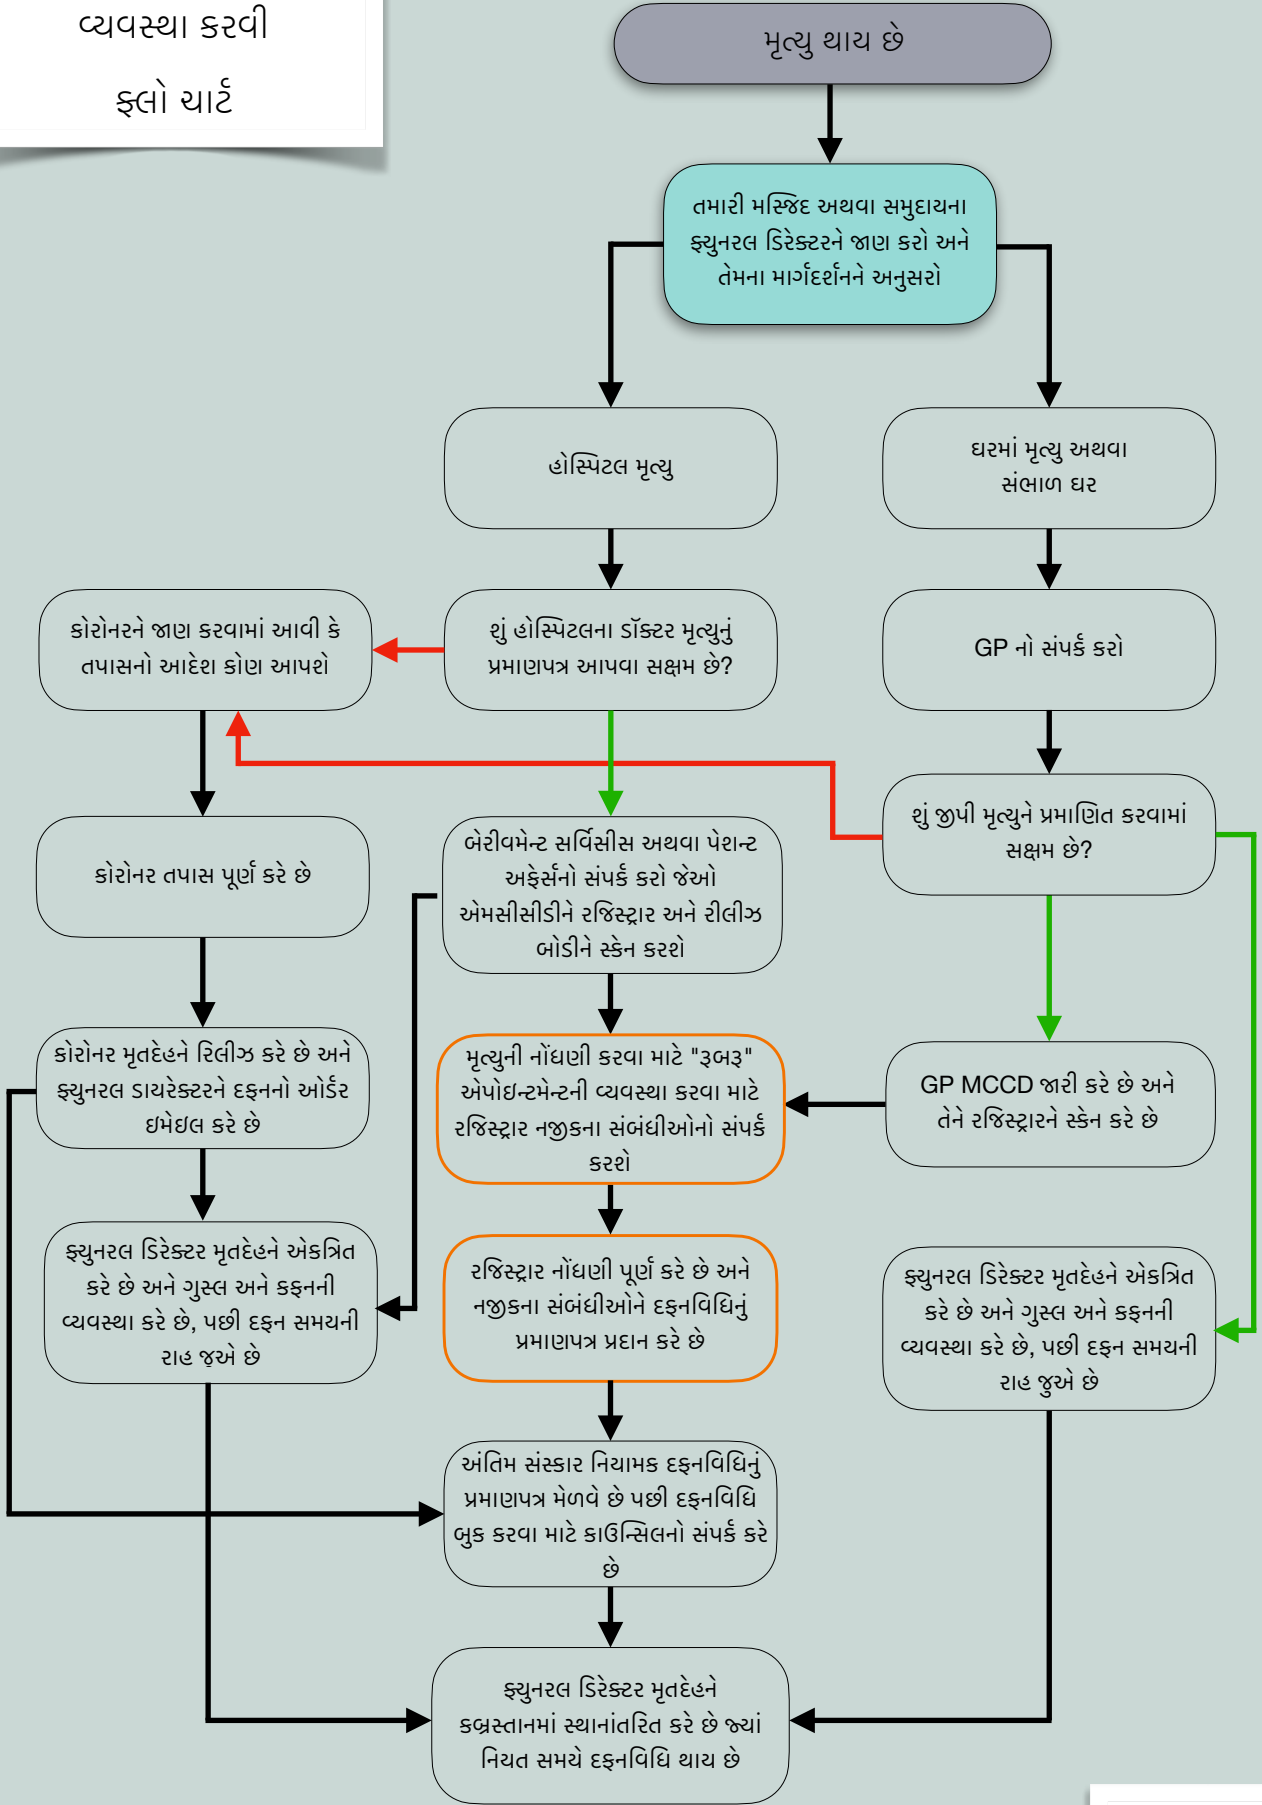 વ્યવસ્થા કરવી
ફ્લો ચાર્ટ
મૃત્યુ થાય છે
તમારી મસ્જિદ અથવા સમુદાયના
ફ્યુનરલ ડિરેક્ટરને જાણ કરો અને
તેમના માર્ગદર્શનને અનુસરો
હોસ્પિટલ મૃત્યુ
ઘરમાં મૃત્યુ અથવા
સંભાળ ઘર
કોરોનરને જાણ કરવામાં આવી કે
તપાસનો આદેશ કોણ આપશે
શું હોસ્પિટલના ડૉક્ટર મૃત્યુનું
પ્રમાણપત્ર આપવા સક્ષમ છે?
GP નો સંપર્ક કરો
કોરોનર તપાસ પૂર્ણ કરે છે
બેરીવમેન્ટ સર્વિસીસ અથવા પેશન્ટ
અફેર્સનો સંપર્ક કરો જેઓ
એમસીસીડીને રજિસ્ટ્રાર અને રીલીઝ
બોડીને સ્કેન કરશે
શું જીપી મૃત્યુને પ્રમાણિત કરવામાં
સક્ષમ છે?
કોરોનર મૃતદેહને રિલીઝ કરે છે અને
ફ્યુનરલ ડાયરેક્ટરને દફનનો ઓર્ડર
ઇમેઇલ કરે છે
મૃત્યુની નોંધણી કરવા માટે "રૂબરૂ"
એપોઇન્ટમેન્ટની વ્યવસ્થા કરવા માટે
રજિસ્ટ્રાર નજીકના સંબંધીઓનો સંપર્ક
કરશે
GP MCCD જારી કરે છે અને
તેને રજિસ્ટ્રારને સ્કેન કરે છે
ફ્યુનરલ ડિરેક્ટર મૃતદેહને એકત્રિત
કરે છે અને ગુસ્લ અને કફનની
વ્યવસ્થા કરે છે, પછી દફન સમયની
રાહ જુએ છે
રજિસ્ટ્રાર નોંધણી પૂર્ણ કરે છે અને
નજીકના સંબંધીઓને દફનવિધિનું
પ્રમાણપત્ર પ્રદાન કરે છે
ફ્યુનરલ ડિરેક્ટર મૃતદેહને એકત્રિત
કરે છે અને ગુસ્લ અને કફનની
વ્યવસ્થા કરે છે, પછી દફન સમયની
રાહ જુએ છે
અંતિમ સંસ્કાર નિયામક દફનવિધિનું
પ્રમાણપત્ર મેળવે છે પછી દફનવિધિ
બુક કરવા માટે કાઉન્સિલનો સંપર્ક કરે
છે
ફ્યુનરલ ડિરેક્ટર મૃતદેહને
કબ્રસ્તાનમાં સ્થાનાંતરિત કરે છે જ્યાં
નિયત સમયે દફનવિધિ થાય છે